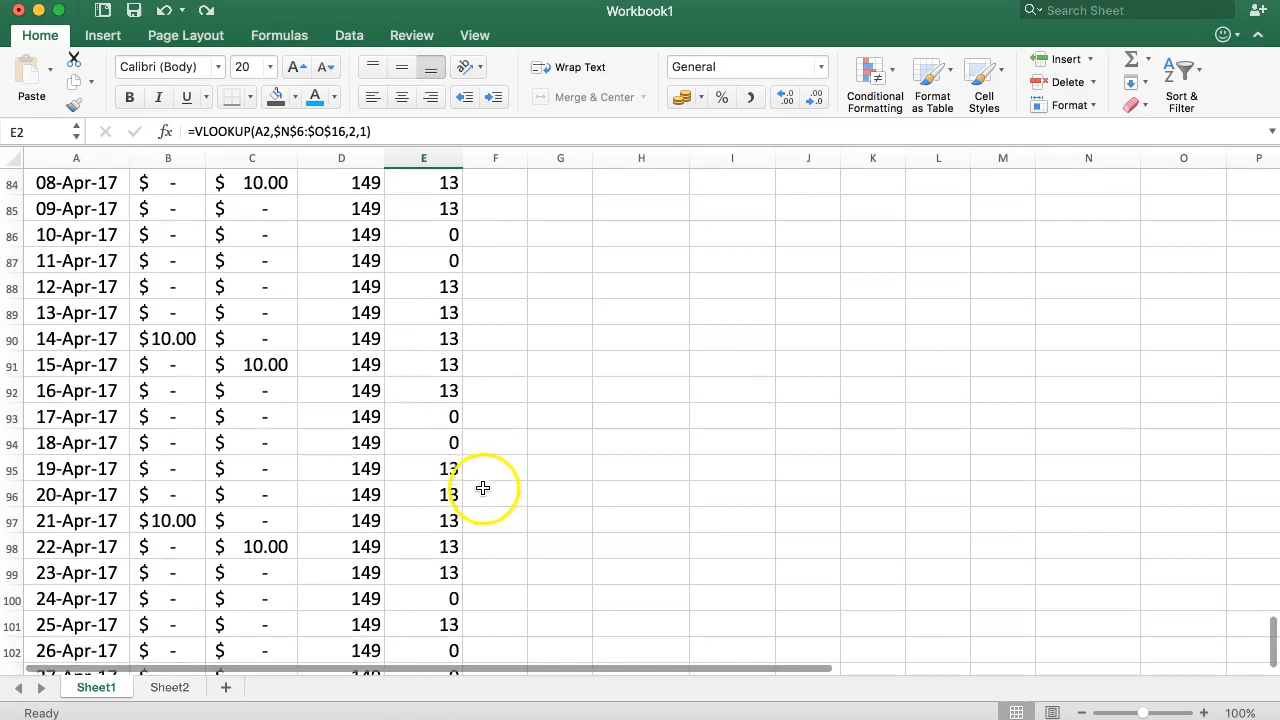 Workbook1
Search Sheet
Home Insert Page Layout Formulas Data Review View
Paste
Calibri (Body) 20 A A
B I U A
Wrap Text
Merge & Center
General
$ % ,
Conditional Formatting
Format as Table
Cell Styles
Insert
Delete
Format
Sort & Filter
E2 fx =VLOOKUP(A2,$N$6:$O$16,2,1)
A B C D E F G H I J K L M N O P
84 08-Apr-17 $ - $ 10.00 149 13
85 09-Apr-17 $ - $ - 149 13
86 10-Apr-17 $ - $ - 149 0
87 11-Apr-17 $ - $ - 149 0
88 12-Apr-17 $ - $ - 149 13
89 13-Apr-17 $ - $ - 149 13
90 14-Apr-17 $10.00 $ - 149 13
91 15-Apr-17 $ - $ 10.00 149 13
92 16-Apr-17 $ - $ - 149 13
93 17-Apr-17 $ - $ - 149 0
94 18-Apr-17 $ - $ - 149 0
95 19-Apr-17 $ - $ - 149 13
96 20-Apr-17 $ - $ - 149 13
97 21-Apr-17 $10.00 $ - 149 13
98 22-Apr-17 $ - $ 10.00 149 13
99 23-Apr-17 $ - $ - 149 13
100 24-Apr-17 $ - $ - 149 0
101 25-Apr-17 $ - $ - 149 13
102 26-Apr-17 $ - $ - 149 0
Sheet1 Sheet2 +
Ready 100%